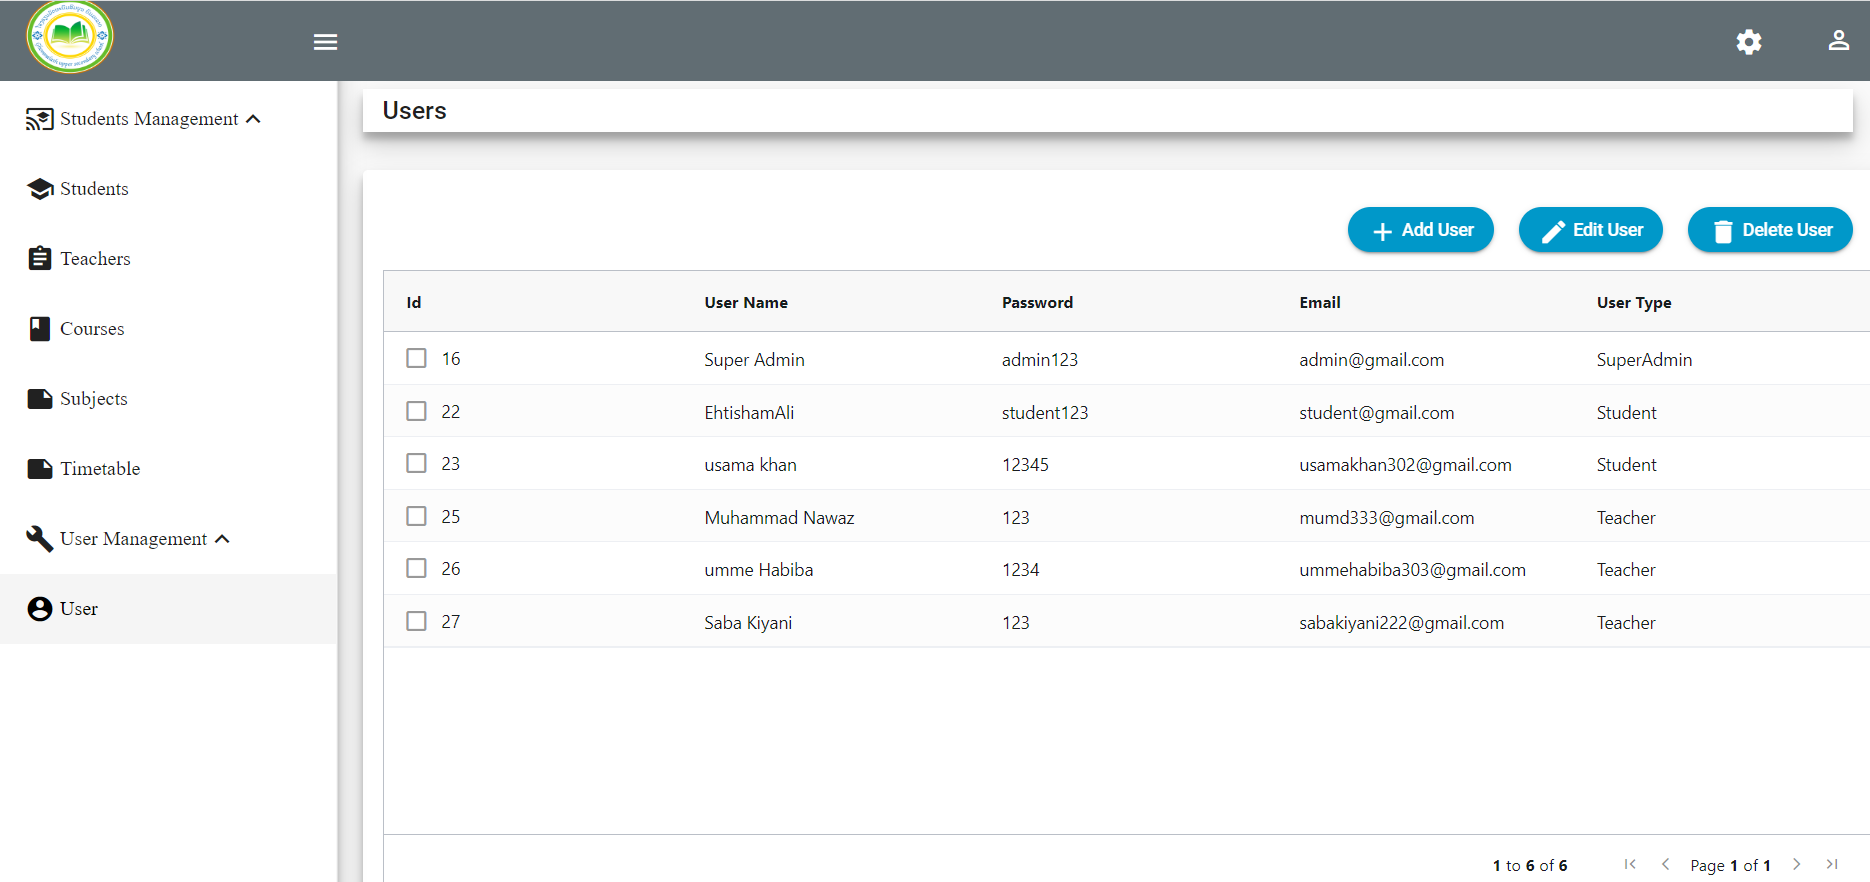 Students Management
Students
Teachers
Courses
Subjects
Timetable
User Management
User
Users
Add User Edit User Delete User
Id User Name Password Email User Type
16 Super Admin admin123 admin@gmail.com SuperAdmin
22 EhtishamAli student123 student@gmail.com Student
23 usama khan 12345 usamakhan302@gmail.com Student
25 Muhammad Nawaz 123 mumd333@gmail.com Teacher
26 umme Habiba 1234 ummehabiba303@gmail.com Teacher
27 Saba Kiyani 123 sabakiyani222@gmail.com Teacher
1 to 6 of 6 Page 1 of 1